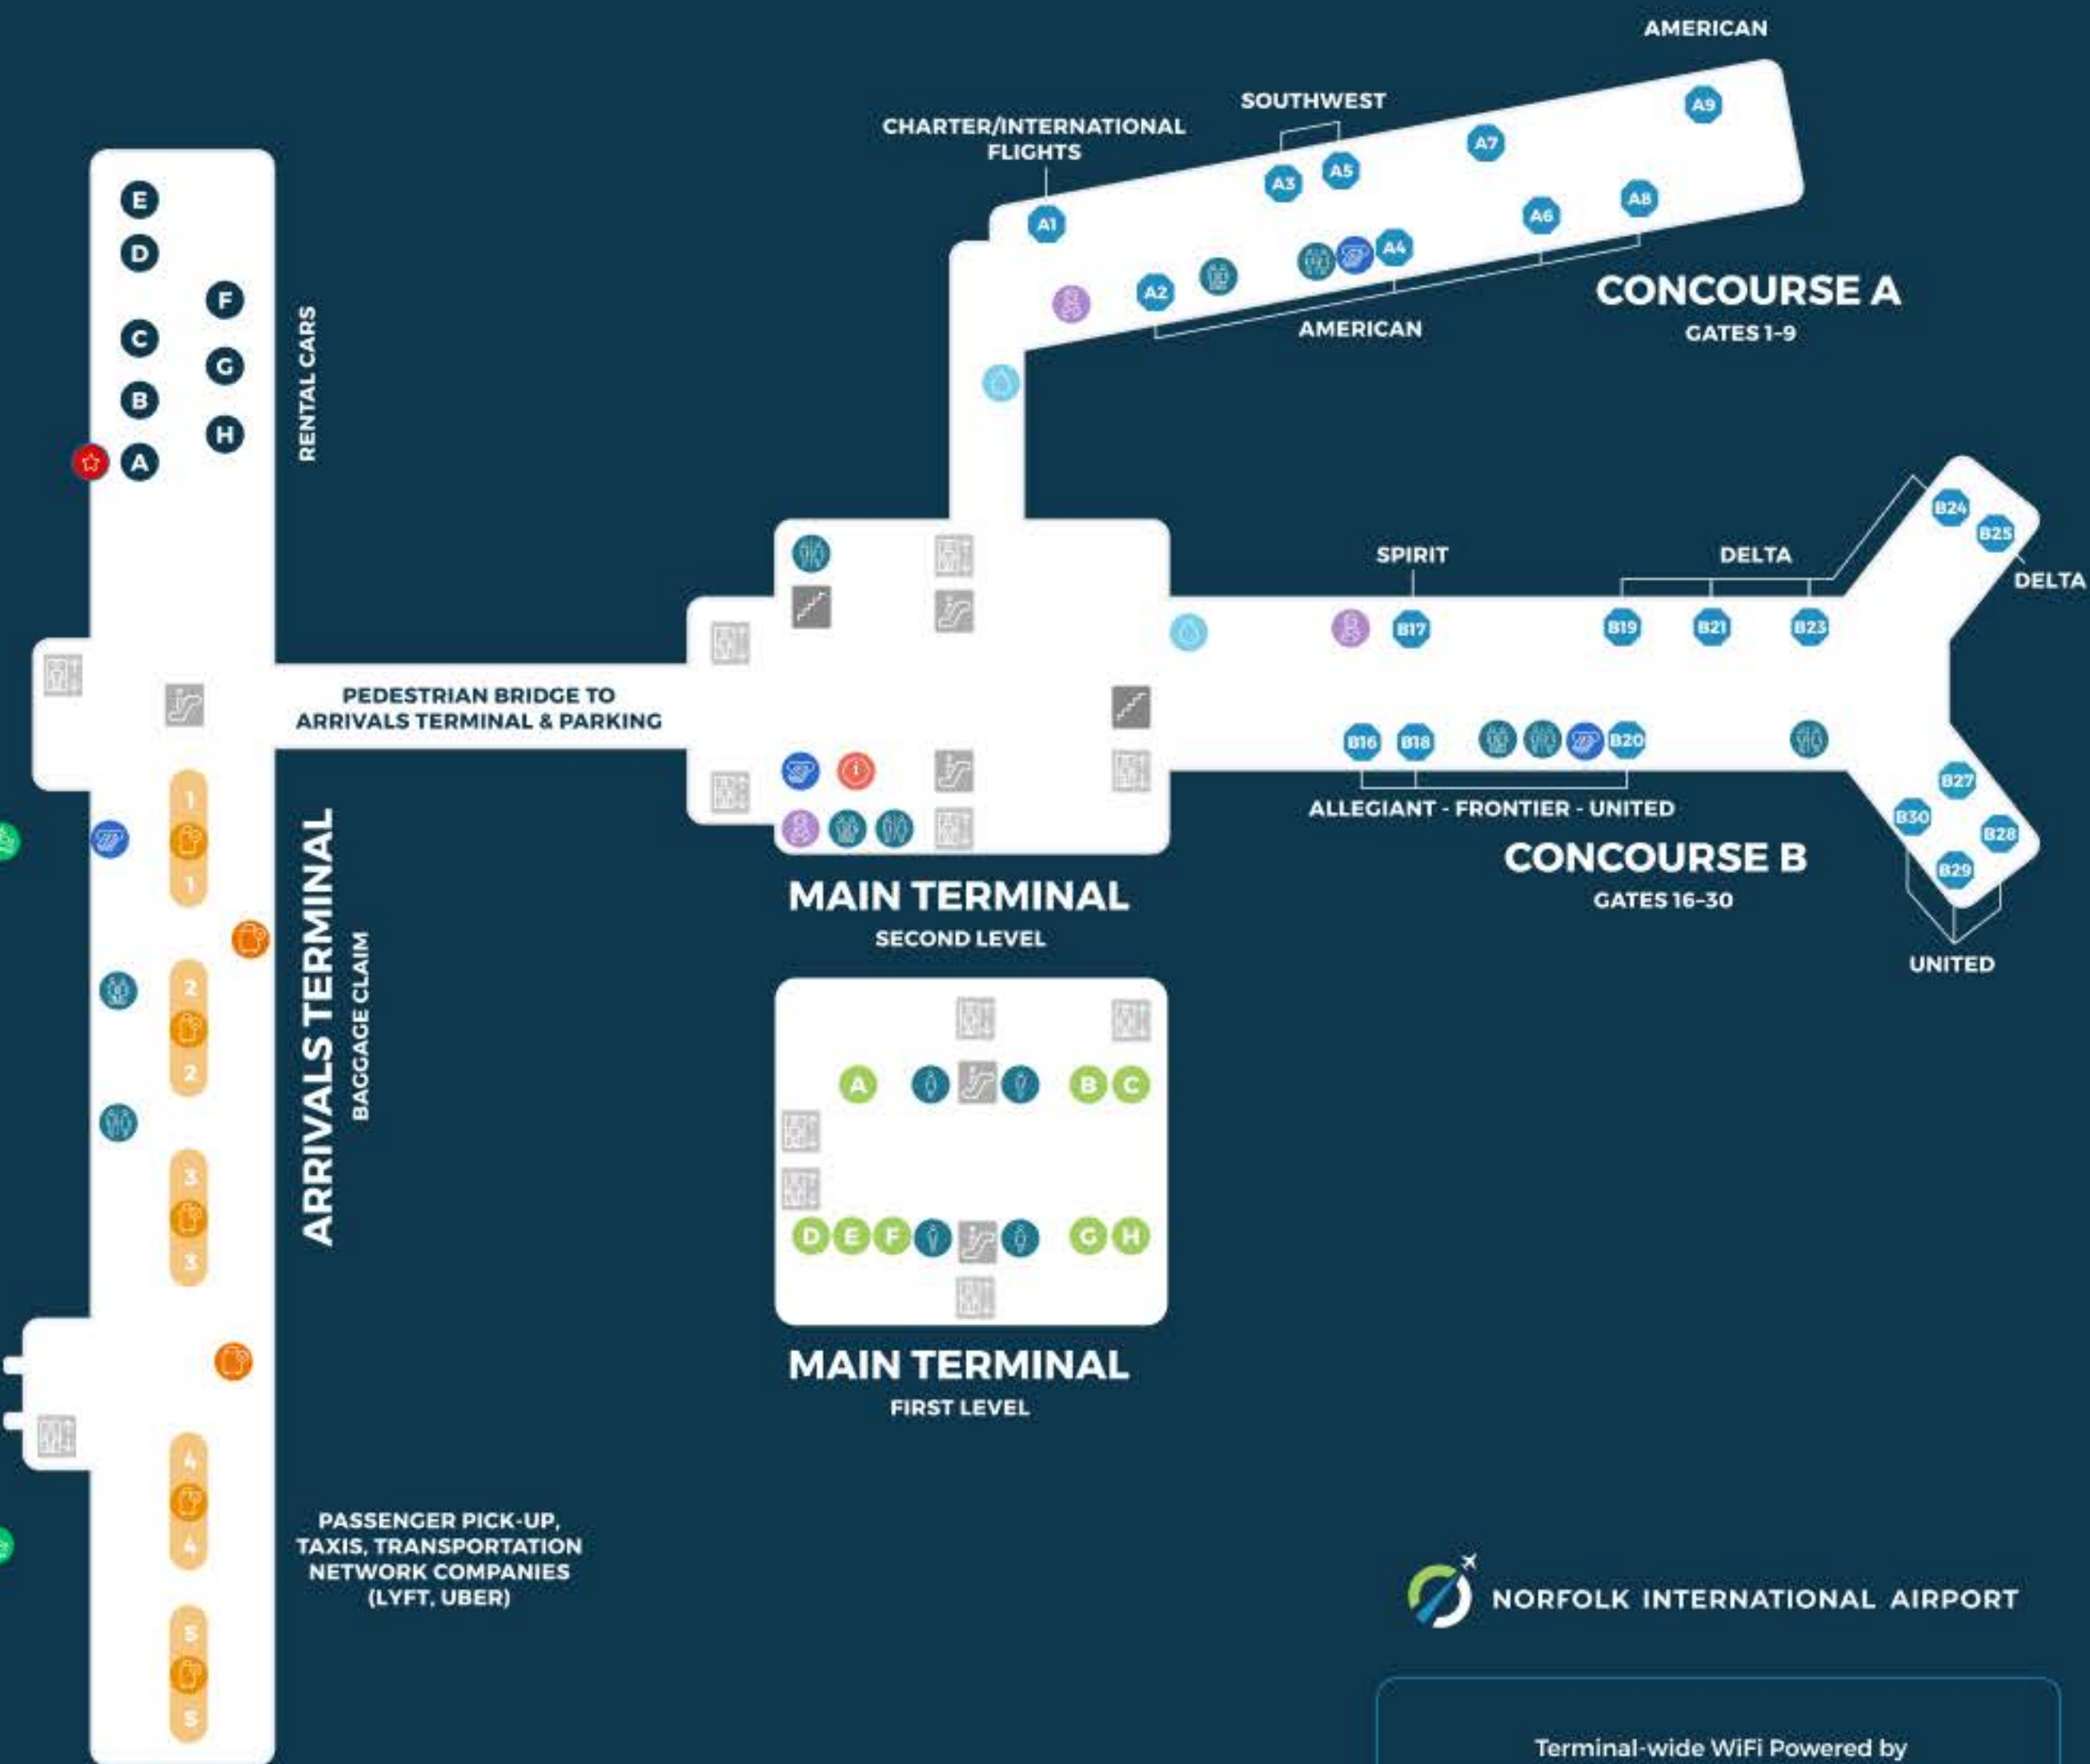 AMERICAN
SOUTHWEST
CHARTER/INTERNATIONAL
FLIGHTS
A9
A7
A5
A3
A1
A8
A6
A4
A2
CONCOURSE A
GATES 1-9
AMERICAN
E
D
F
C
G
B
H
A
RENTAL CARS
B24
B25
SPIRIT
DELTA
DELTA
B17
B19
B21
B23
PEDESTRIAN BRIDGE TO
ARRIVALS TERMINAL & PARKING
B16
B18
B20
B27
B30
B28
B29
ALLEGIANT - FRONTIER - UNITED
CONCOURSE B
GATES 16-30
UNITED
MAIN TERMINAL
SECOND LEVEL
1
1
2
2
3
3
ARRIVALS TERMINAL
BAGGAGE CLAIM
A
B
C
D
E
F
G
H
MAIN TERMINAL
FIRST LEVEL
4
4
5
5
PASSENGER PICK-UP,
TAXIS, TRANSPORTATION
NETWORK COMPANIES
(LYFT, UBER)
NORFOLK INTERNATIONAL AIRPORT
Terminal-wide WiFi Powered by